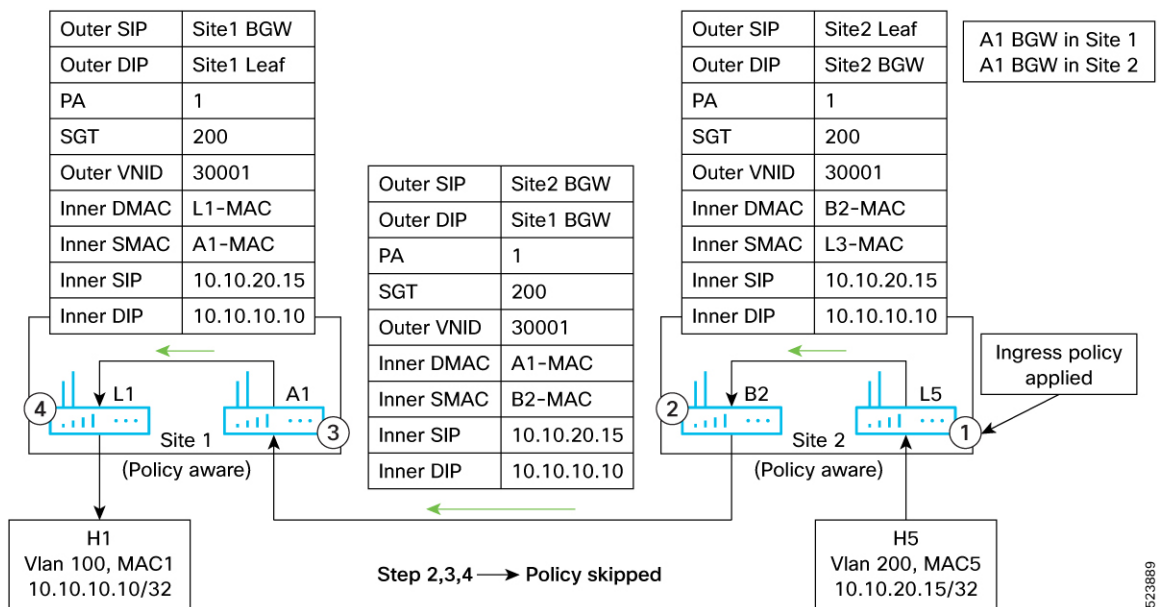 Outer SIP Site1 BGW
Outer DIP Site1 Leaf
PA 1
SGT 200
Outer VNID 30001
Inner DMAC L1-MAC
Inner SMAC A1-MAC
Inner SIP 10.10.20.15
Inner DIP 10.10.10.10
Outer SIP Site2 BGW
Outer DIP Site1 BGW
PA 1
SGT 200
Outer VNID 30001
Inner DMAC A1-MAC
Inner SMAC B2-MAC
Inner SIP 10.10.20.15
Inner DIP 10.10.10.10
Outer SIP Site2 Leaf
Outer DIP Site2 BGW
PA 1
SGT 200
Outer VNID 30001
Inner DMAC B2-MAC
Inner SMAC L3-MAC
Inner SIP 10.10.20.15
Inner DIP 10.10.10.10
A1 BGW in Site 1
A1 BGW in Site 2
Ingress policy
applied
4
L1
A1
3
Site 1
(Policy aware)
2
B2
L5
1
Site 2
(Policy aware)
H1
Vlan 100, MAC1
10.10.10.10/32
Step 2,3,4 → Policy skipped
H5
Vlan 200, MAC5
10.10.20.15/32
523889